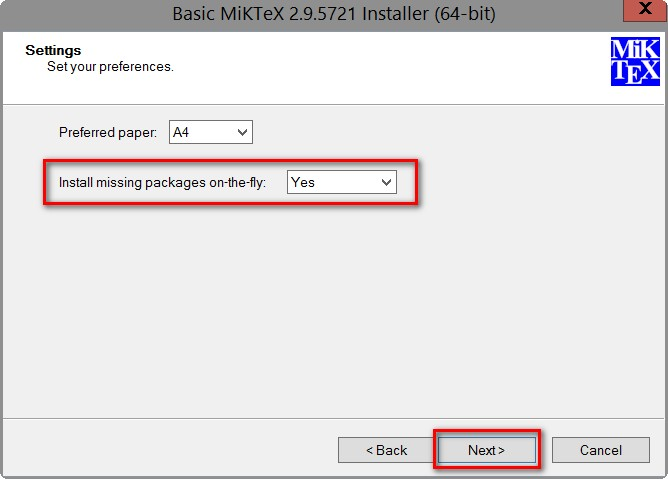 Basic MiKTeX 2.9.5721 Installer (64-bit)
X
Settings
Set your preferences.
MiK
TEX
Preferred paper: A4
Install missing packages on-the-fly: Yes
< Back
Next >
Cancel